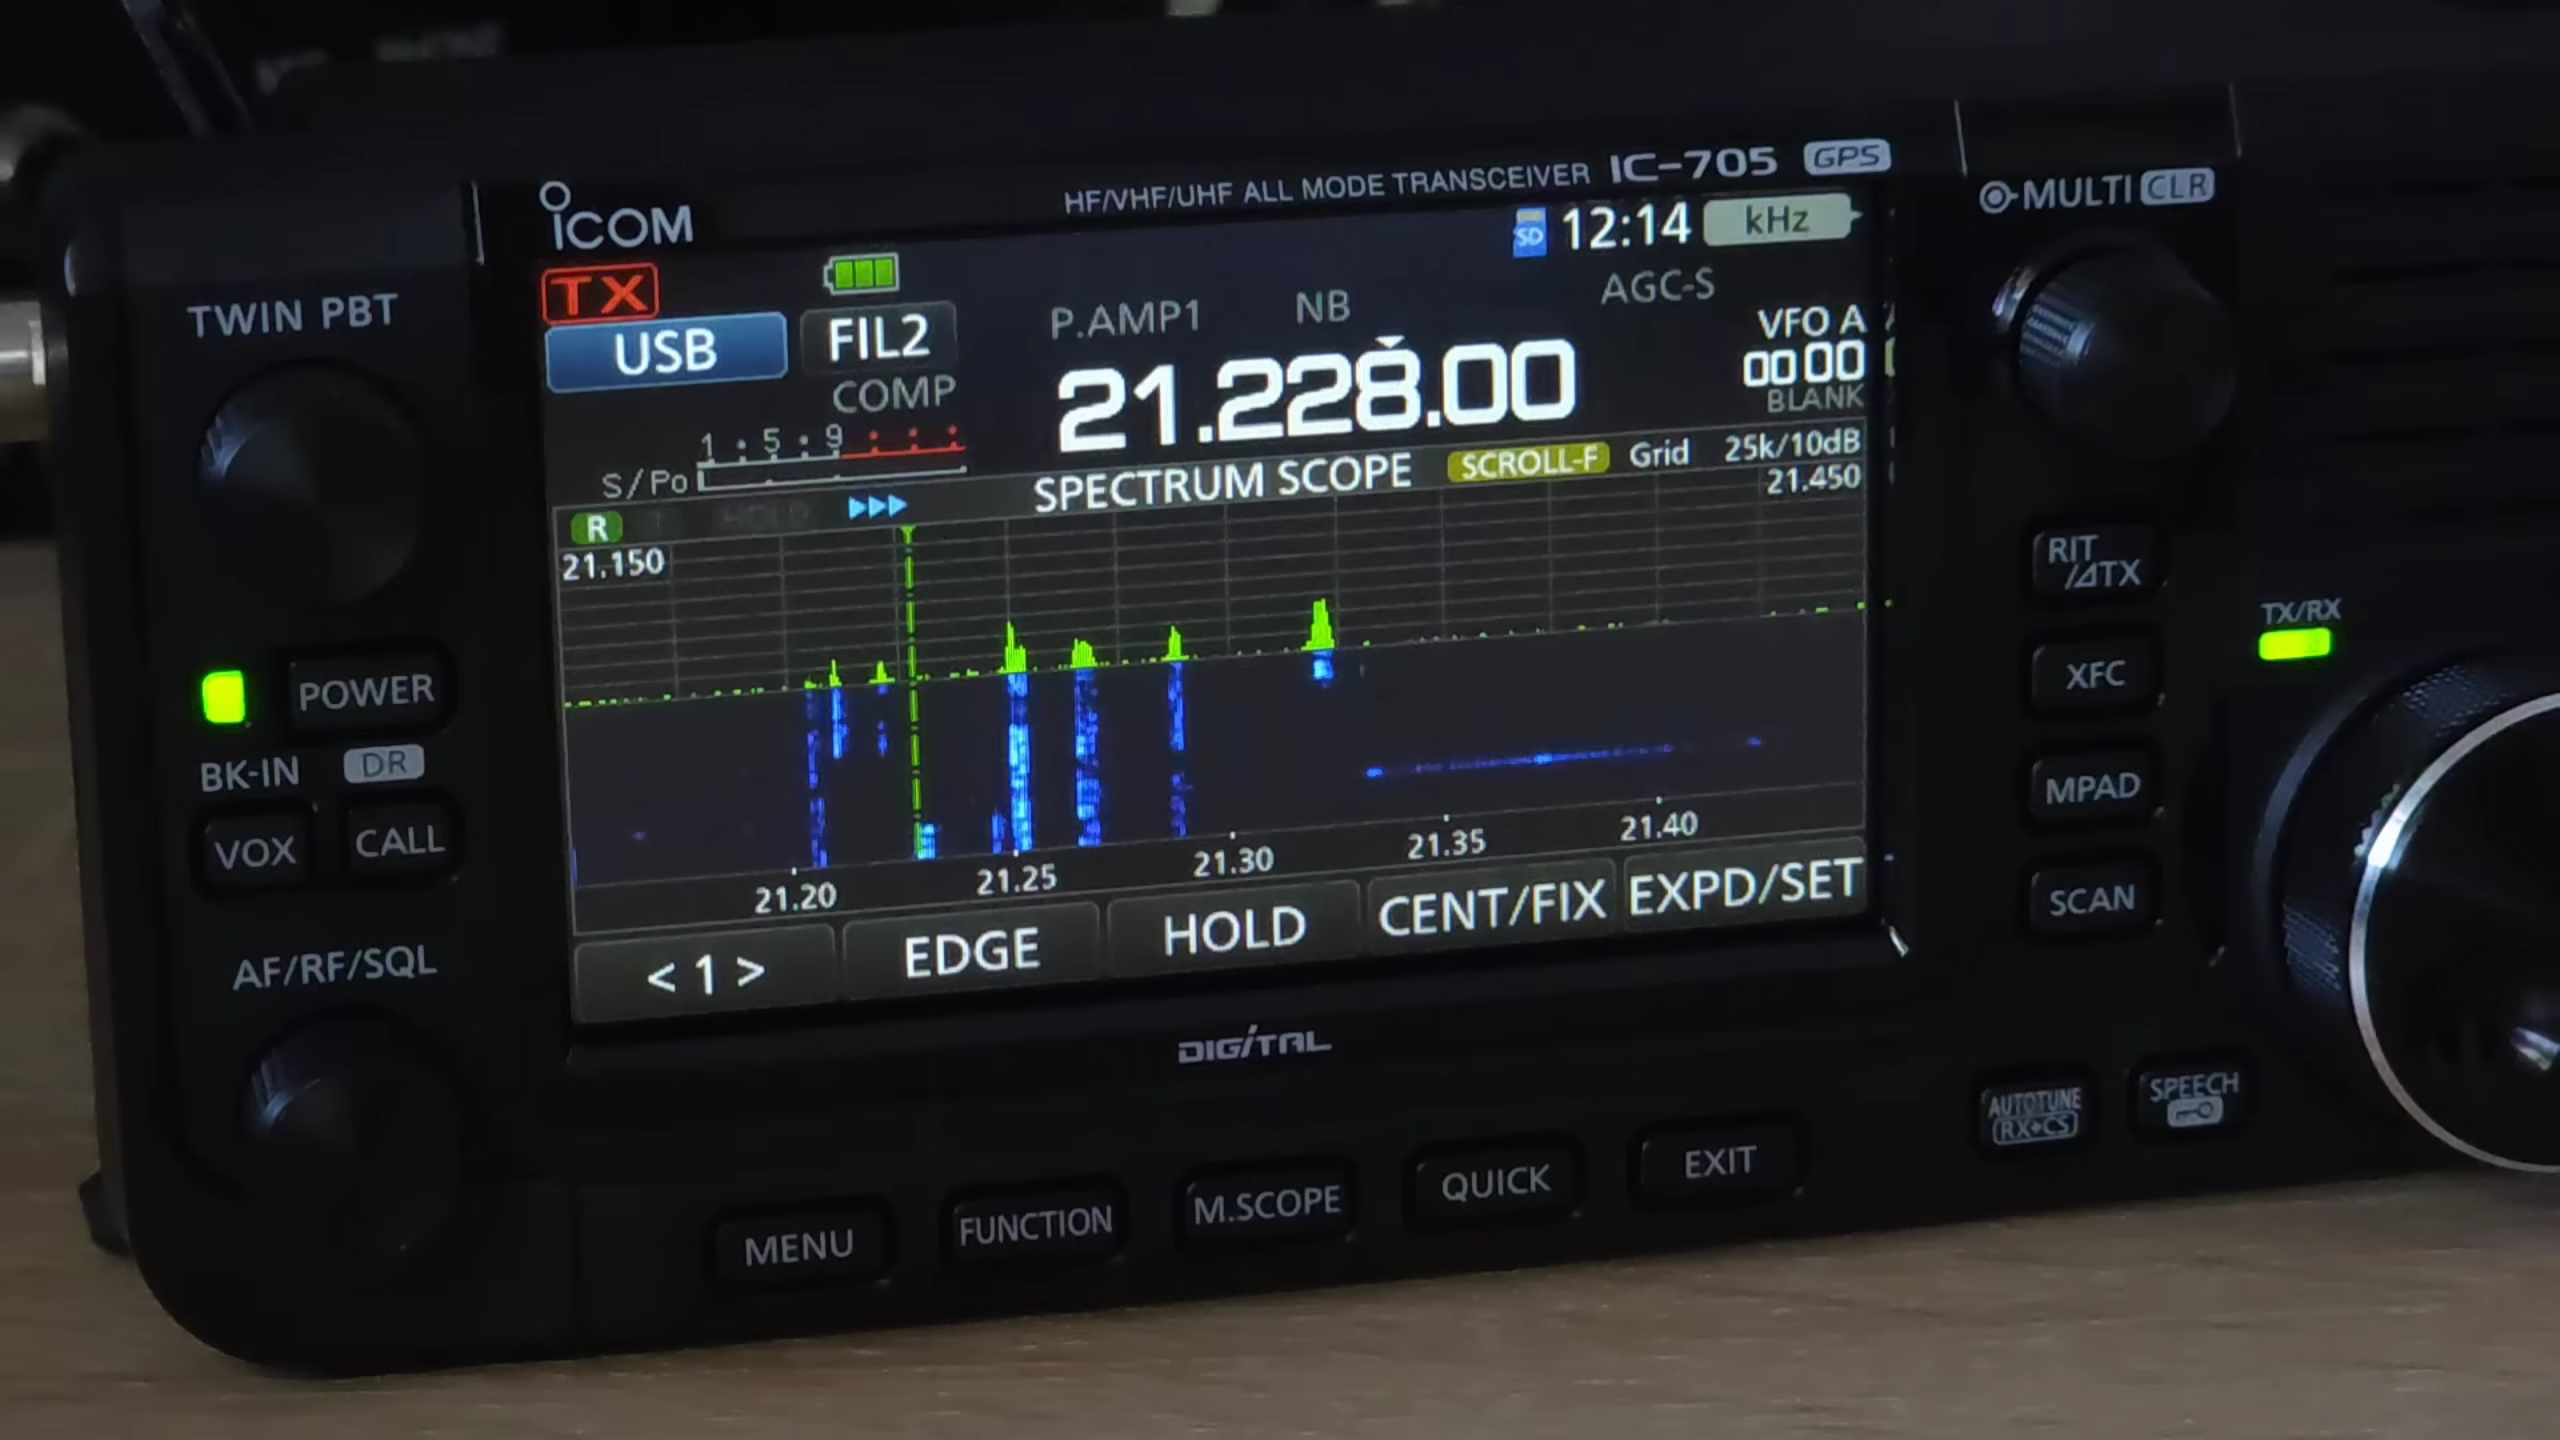 HF/VHF/UHF ALL MODE TRANSCEIVER IC-705 GPS
ICOM
MULTI CLR
TWIN PBT
SD 12:14 kHz
TX
P.AMP1 NB AGC-S
USB FIL2
COMP
21.228.00
VFO A
00 00
BLANK
1 5 9
S/Po
SPECTRUM SCOPE SCROLL-F Grid 25k/10dB
R HOLD
21.150
21.450
21.20 21.25 21.30 21.35 21.40
< 1 > EDGE HOLD CENT/FIX EXPD/SET
POWER
BK-IN DR
VOX CALL
AF/RF/SQL
DIGITAL
MENU FUNCTION M.SCOPE QUICK EXIT
RIT
/⊿TX
TX/RX
XFC
MPAD
SCAN
AUTOTUNE
RX→CS
SPEECH